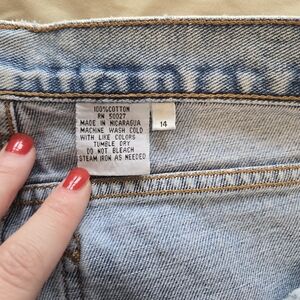 100%COTTON
RN 50027
MADE IN NICARAGUA
MACHINE WASH COLD
WITH LIKE COLORS
TUMBLE DRY
DO NOT BLEACH
STEAM IRON AS NEEDED
14